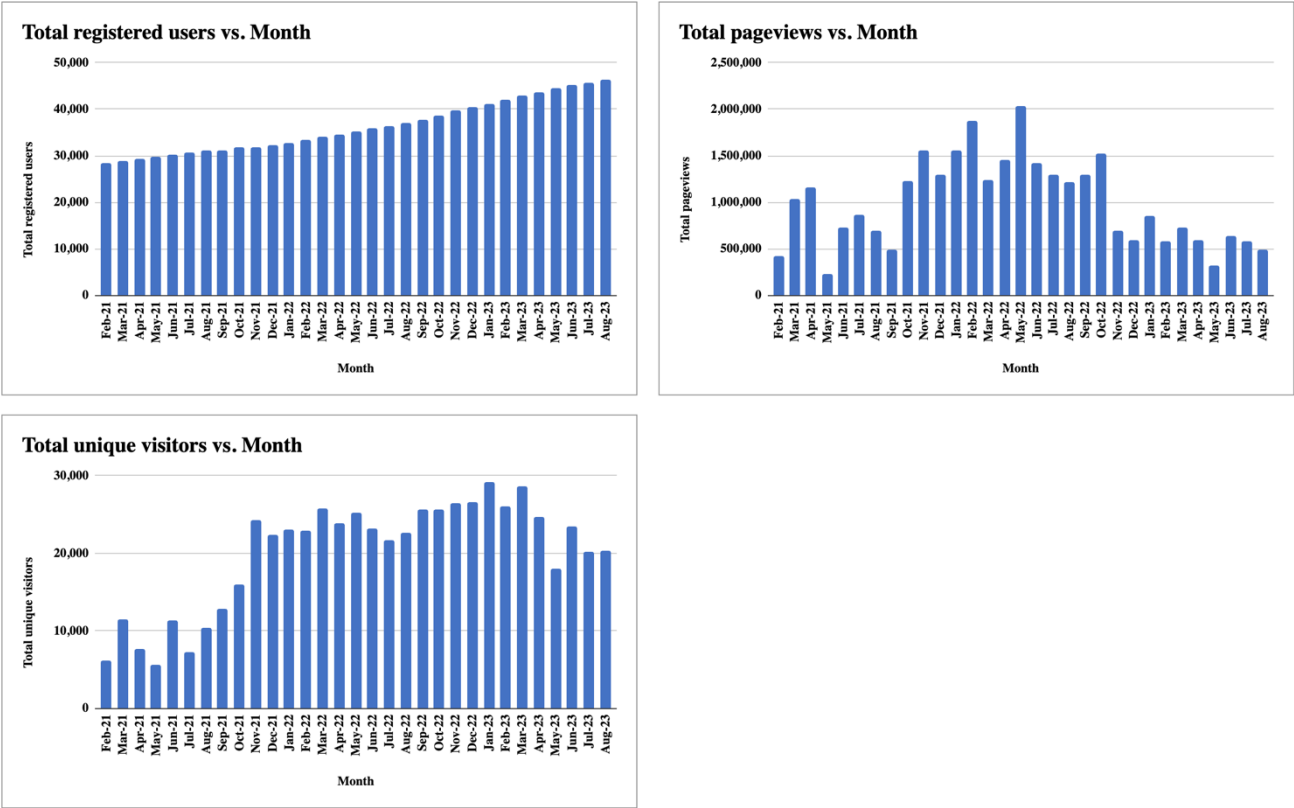 Total registered users vs. Month
50,000
40,000
30,000
20,000
10,000
0
Total registered users
Feb-21
Mar-21
Apr-21
May-21
Jun-21
Jul-21
Aug-21
Sep-21
Oct-21
Nov-21
Dec-21
Jan-22
Feb-22
Mar-22
Apr-22
May-22
Jun-22
Jul-22
Aug-22
Sep-22
Oct-22
Nov-22
Dec-22
Jan-23
Feb-23
Mar-23
Apr-23
May-23
Jun-23
Jul-23
Aug-23
Month
Total pageviews vs. Month
2,500,000
2,000,000
1,500,000
1,000,000
500,000
0
Total pageviews
Feb-21
Mar-21
Apr-21
May-21
Jun-21
Jul-21
Aug-21
Sep-21
Oct-21
Nov-21
Dec-21
Jan-22
Feb-22
Mar-22
Apr-22
May-22
Jun-22
Jul-22
Aug-22
Sep-22
Oct-22
Nov-22
Dec-22
Jan-23
Feb-23
Mar-23
Apr-23
May-23
Jun-23
Jul-23
Aug-23
Month
Total unique visitors vs. Month
30,000
20,000
10,000
0
Total unique visitors
Feb-21
Mar-21
Apr-21
May-21
Jun-21
Jul-21
Aug-21
Sep-21
Oct-21
Nov-21
Dec-21
Jan-22
Feb-22
Mar-22
Apr-22
May-22
Jun-22
Jul-22
Aug-22
Sep-22
Oct-22
Nov-22
Dec-22
Jan-23
Feb-23
Mar-23
Apr-23
May-23
Jun-23
Jul-23
Aug-23
Month